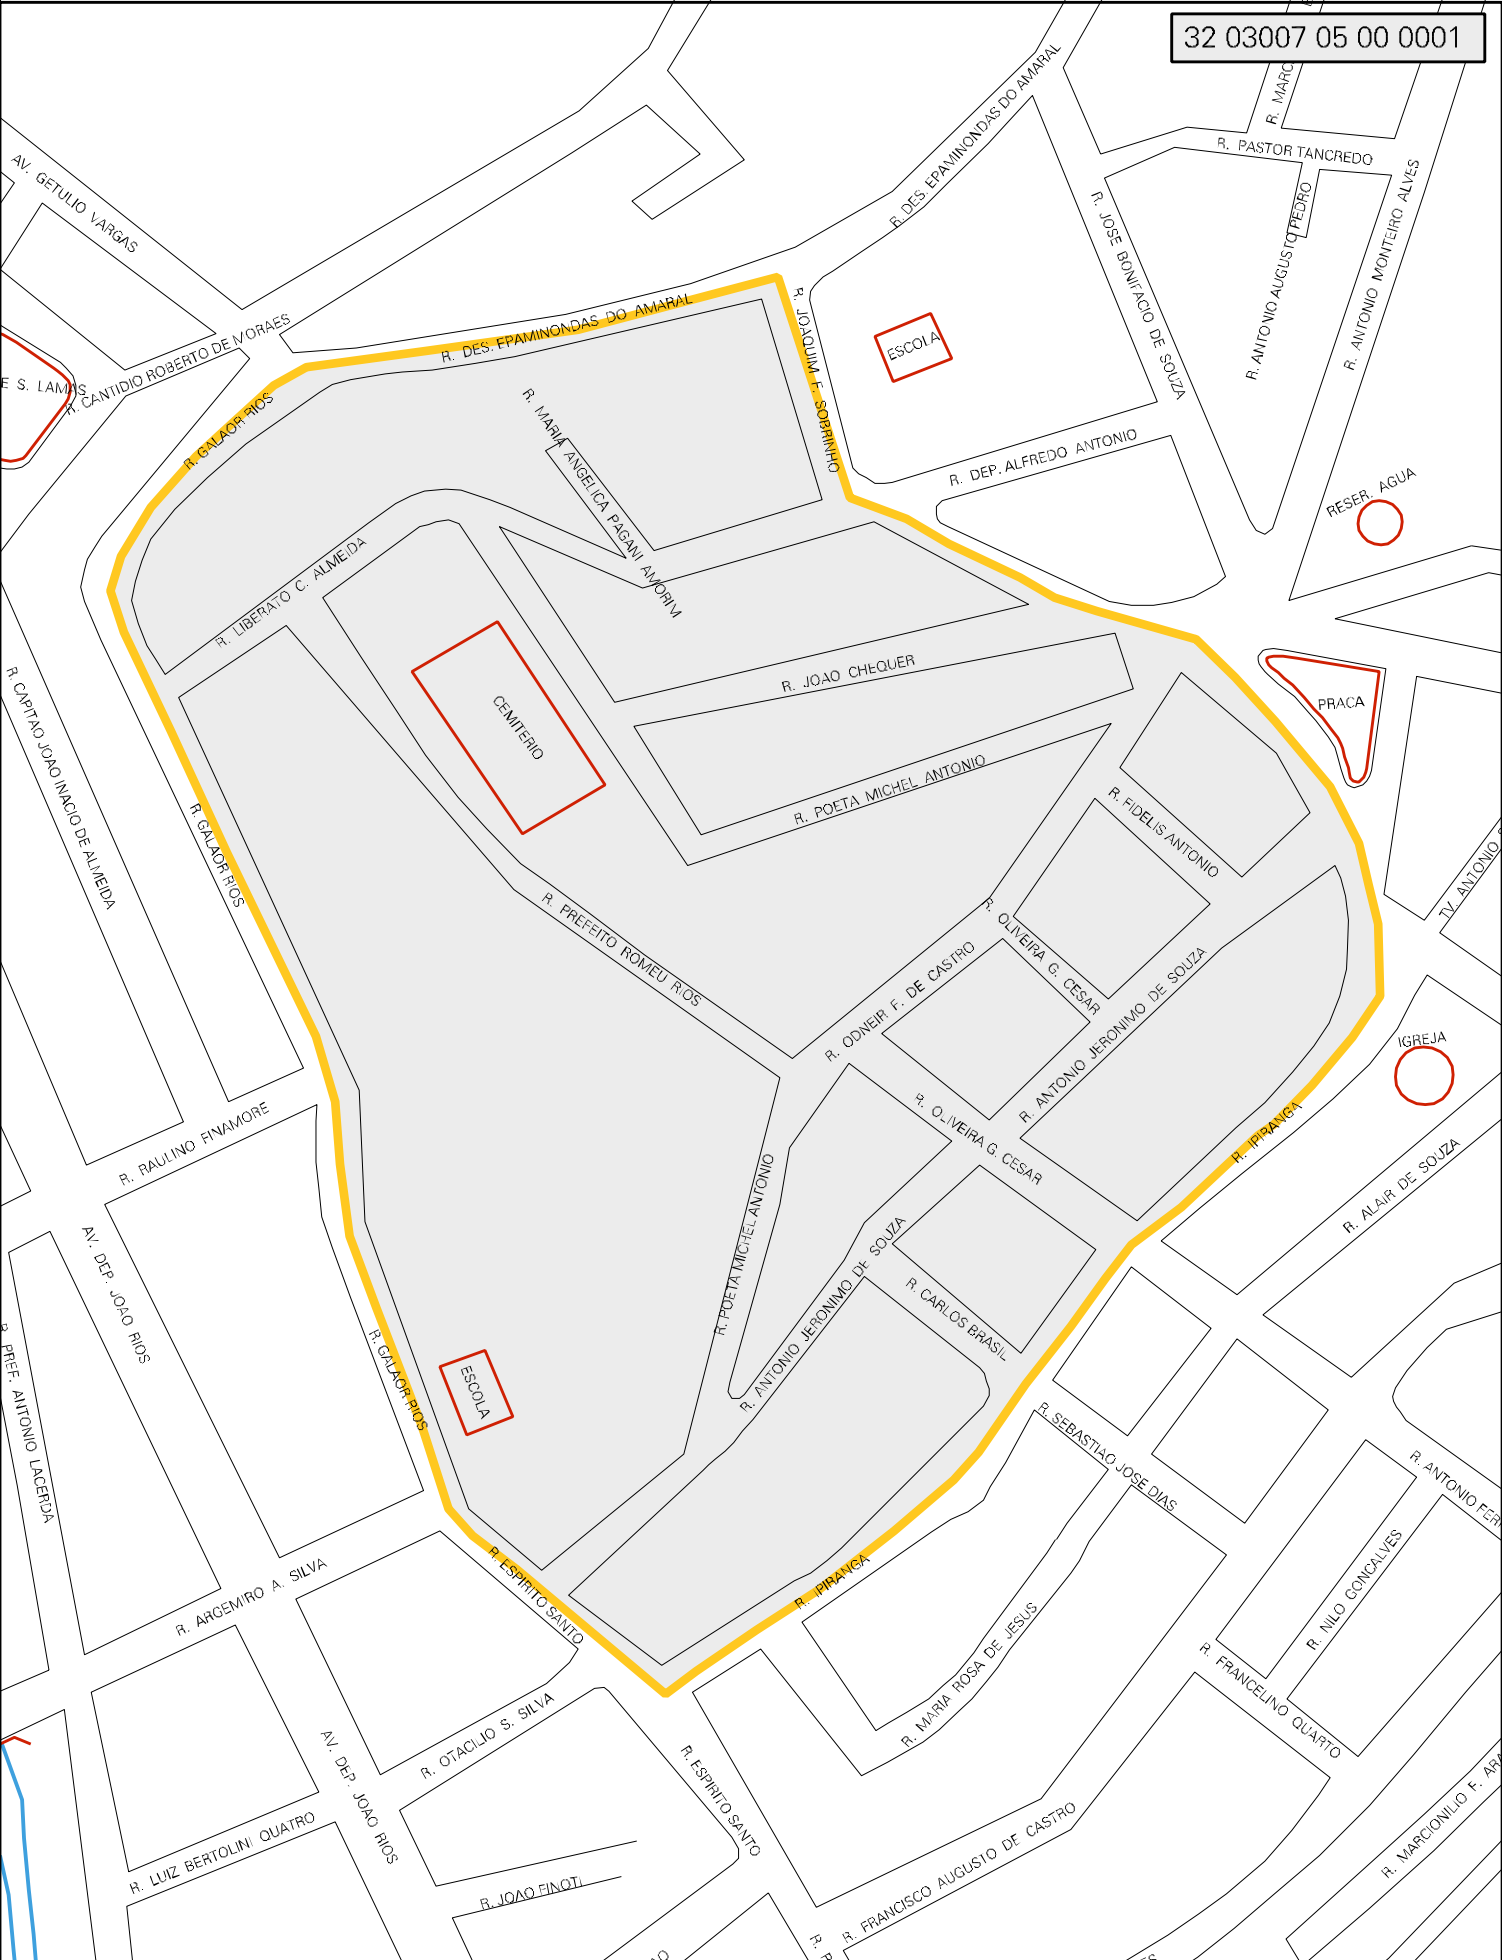 32 03007 05 00 0001
R. DES. EPAMINONDAS DO AMARAL
R. PASTOR TANCREDO
AV. GETULIO VARGAS
R. JOSE BONIFACIO DE SOUZA
PEDRO
R. ANTONIO AUGUSTO
R. ANTONIO MONTEIRO ALVES
R. DES. EPAMINONDAS DO AMARAL
R. CANTIDIO ROBERTO DE MORAES
E S. LAMAS
R. JOAQUIM F. SOBRINHO
ESCOLA
R. GALAOR RIOS
R. MARIA ANGELICA PAGANI AMORIM
R. DEP. ALFREDO ANTONIO
RESER. AGUA
R. LIBERATO C. ALMEIDA
R. JOAO CHEQUER
CEMITERIO
PRACA
R. CAPITAO JOAO INACIO DE ALMEIDA
R. POETA MICHEL ANTONIO
R. FIDELIS ANTONIO
R. GALAOR RIOS
TV. ANTONIO
R. PREFEITO ROMEU RIOS
R. OLIVEIRA G. CESAR
R. ODNEIR F. DE CASTRO
R. ANTONIO JERONIMO DE SOUZA
IGREJA
R. RAULINO FINAMORE
R. OLIVEIRA G. CESAR
R. IPIRANGA
R. ALAIR DE SOUZA
R. POETA MICHEL ANTONIO
AV. DEP. JOAO RIOS
R. ANTONIO JERONIMO DE SOUZA
R. CARLOS BRASIL
R. PREF. ANTONIO LACERDA
R. GALAOR RIOS
ESCOLA
R. SEBASTIAO JOSE DIAS
R. ANTONIO FER
R. ESPIRITO SANTO
R. IPIRANGA
R. ARGEMIRO A. SILVA
R. NILO GONCALVES
R. MARIA ROSA DE JESUS
R. FRANCELINO QUARTO
R. OTACILIO S. SILVA
AV. DEP. JOAO RIOS
R. ESPIRITO SANTO
R. LUIZ BERTOLINI QUATRO
R. JOAO FINOTI
R. FRANCISCO AUGUSTO DE CASTRO
R. MARCIONILIO F.